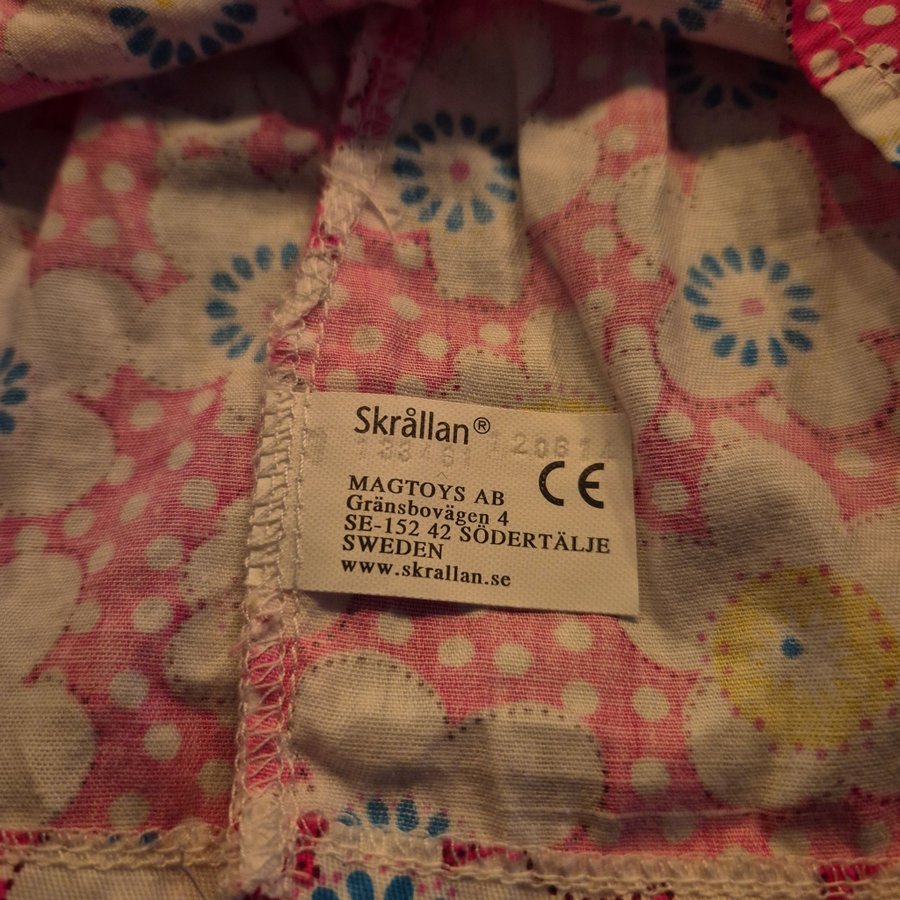 Skrållan®
CE
MAGTOYS AB
Gränsbovägen 4
SE-152 42 SÖDERTÄLJE
SWEDEN
www.skrallan.se